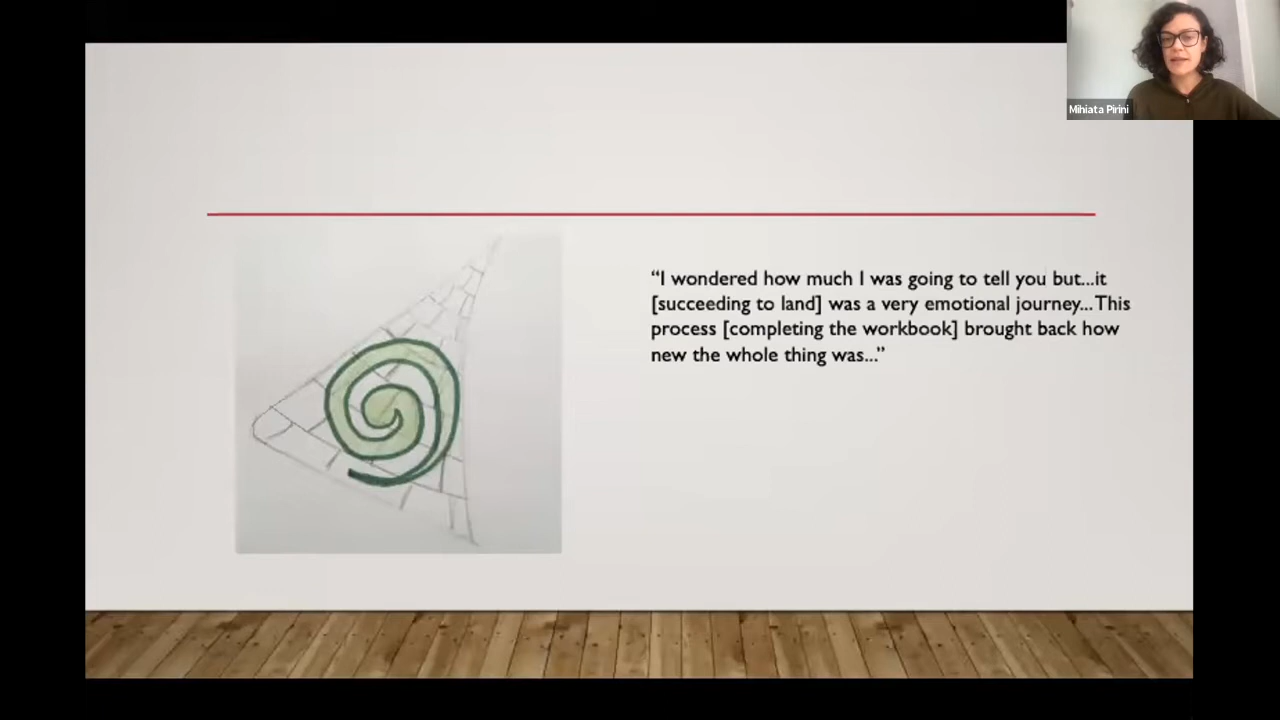 Mihiata Pirini
“I wondered how much I was going to tell you but...it
[succeeding to land] was a very emotional journey...This
process [completing the workbook] brought back how
new the whole thing was...”